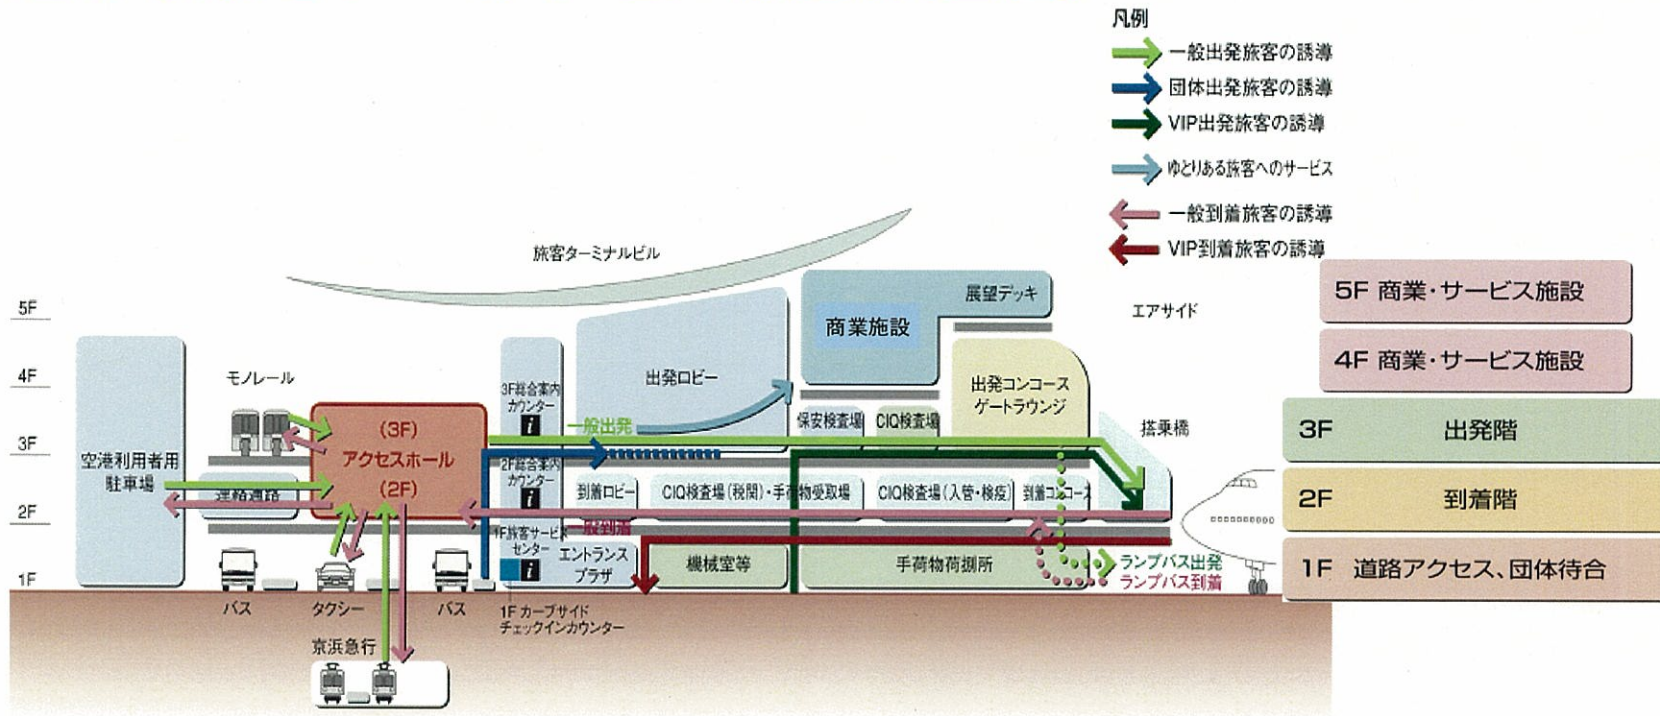 凡例
一般出発旅客の誘導
団体出発旅客の誘導
VIP出発旅客の誘導
ゆとりある旅客へのサービス
一般到着旅客の誘導
VIP到着旅客の誘導
旅客ターミナルビル
エアサイド
5F
4F
3F
2F
1F
空港利用者用
駐車場
モノレール
連絡通路
(3F)
アクセスホール
(2F)
バス
タクシー
バス
京浜急行
3F総合案内
カウンター
i
2F総合案内
カウンター
i
1F旅客サービス
センター
i
1F カーブサイド
チェックインカウンター
出発ロビー
一般出発
商業施設
展望デッキ
保安検査場
CIQ検査場
出発コンコース
ゲートラウンジ
搭乗橋
到着ロビー
CIQ検査場(税関)・手荷物受取場
CIQ検査場(入管・検疫)
到着コンコース
一般到着
エントランス
プラザ
機械室等
手荷物荷捌所
ランプバス出発
ランプバス到着
5F 商業・サービス施設
4F 商業・サービス施設
3F 出発階
2F 到着階
1F 道路アクセス、団体待合